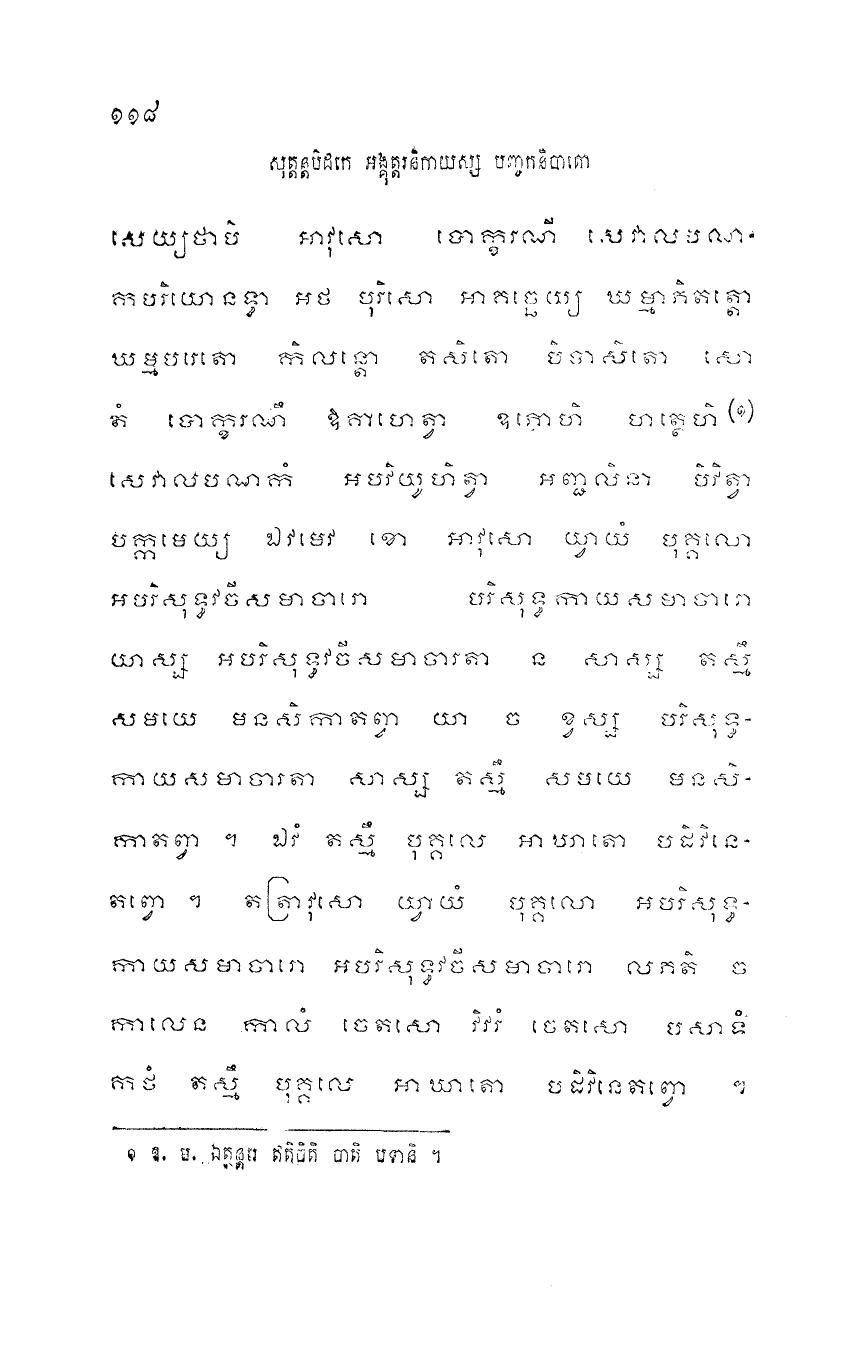 ១១៨
សុត្តន្តបិដកេ អង្គុត្តរនិកាយស្ស បញ្ចកនិបាតោ
សេយ្យថាបិ អាវុសោ បោក្ខរណី សេវាលបណ-
កបរិយោនទ្ធា អថ បុរិសោ អាគច្ឆេយ្យ ឃម្មាភិតត្តោ
ឃម្មបរេតោ កិលន្តោ តសិតោ បិបាសិតោ សោ
តំ បោក្ខរណឹ ឱគាហេត្វា ឧភោហិ ហត្ថេហិ (១)
សេវាលបណកំ អបវិយូហិត្វា អញ្ជលិនា បិវិត្វា
បក្កមេយ្យ ឯវមេវ ខោ អាវុសោ យ្វាយំ បុគ្គលោ
អបរិសុទ្ធវចីសមាចារោ បរិសុទ្ធកាយសមាចារោ
យាស្ស អបរិសុទ្ធវចីសមាចារតា ន សាស្ស តស្មឹ
សមយេ មនសិកាតព្វា យា ច ខ្វស្ស បរិសុទ្ធ-
កាយសមាចារតា សាស្ស តស្មឹ សមយេ មនសិ-
កាតព្វា ។ ឯវំ តស្មឹ បុគ្គលេ អាឃាតោ បដិវិនេ-
តព្វោ ។ តត្រាវុសោ យ្វាយំ បុគ្គលោ អបរិសុទ្ធ-
កាយសមាចារោ អបរិសុទ្ធវចីសមាចារោ លភតិ ច
កាលេន កាលំ ចេតសោ វិវរំ ចេតសោ បសាទំ
កថំ តស្មឹ បុគ្គលេ អាឃាតោ បដិវិនេតព្វោ ។
១ ឱ. ម. ឯត្ថន្តរេ ឥតិចិតិ បាតិ បទានិ ។